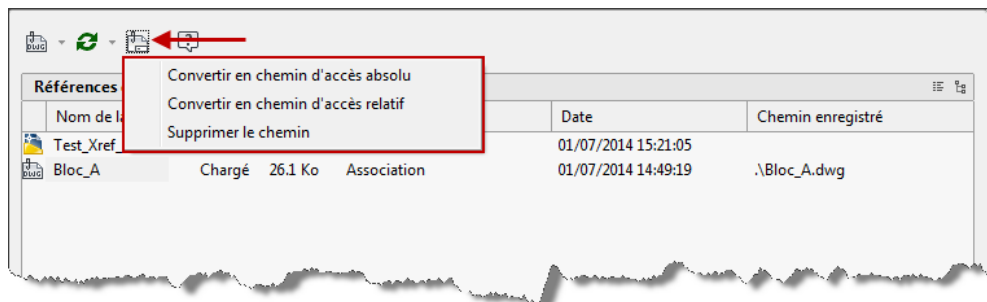 DWG
Convertir en chemin d'accès absolu
Références
Convertir en chemin d'accès relatif
Nom de la
Date
Chemin enregistré
Supprimer le chemin
Test_Xref_
01/07/2014 15:21:05
DWG
Bloc_A Chargé 26.1 Ko Association 01/07/2014 14:49:19 .\Bloc_A.dwg